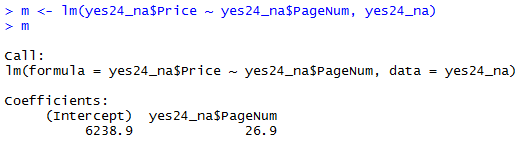 > m <- lm(yes24_na$Price ~ yes24_na$PageNum, yes24_na)
> m
Call:
lm(formula = yes24_na$Price ~ yes24_na$PageNum, data = yes24_na)
Coefficients:
(Intercept)  yes24_na$PageNum
6238.9  26.9